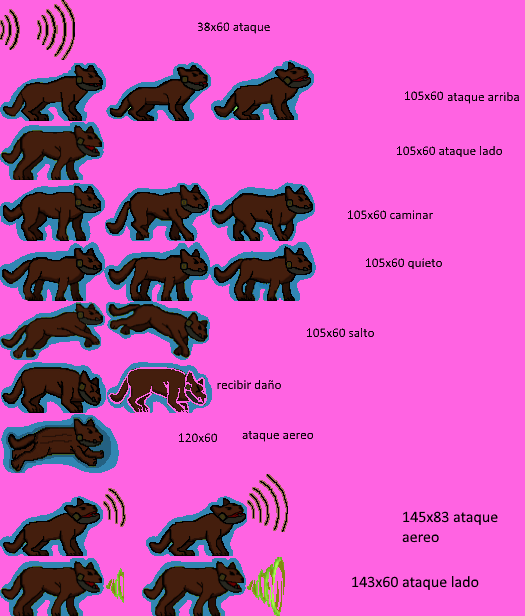 38x60 ataque
105x60 ataque arriba
105x60 ataque lado
105x60 caminar
105x60 quieto
105x60 salto
recibir daño
120x60 ataque aereo
145x83 ataque
aereo
143x60 ataque lado